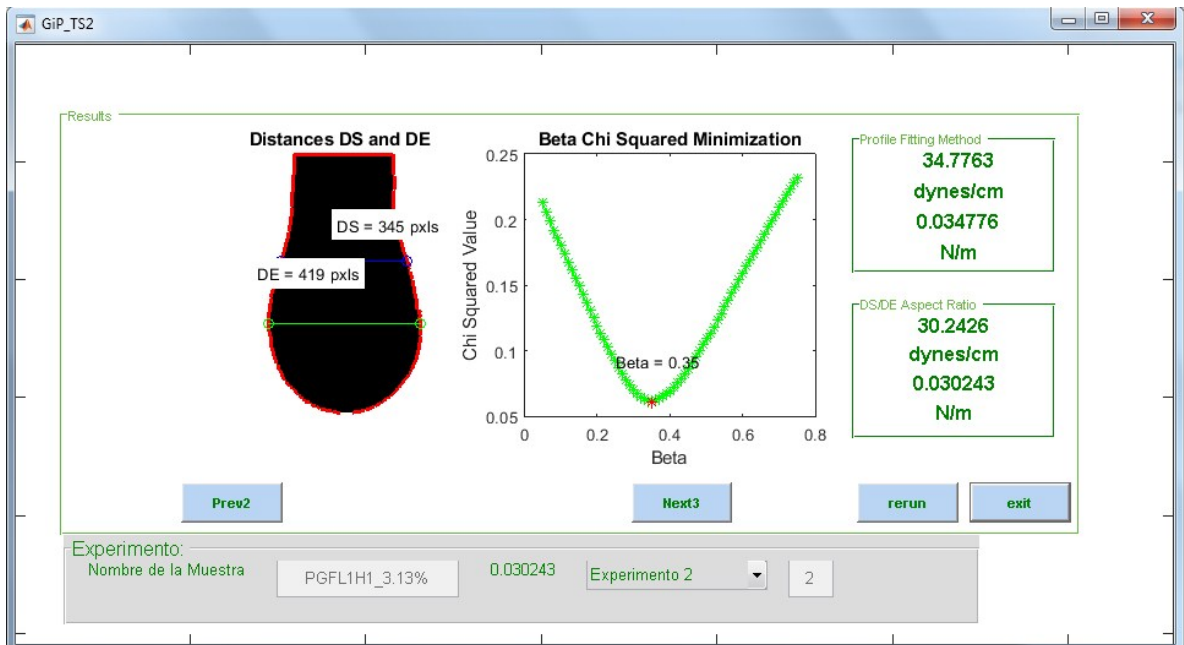 GiP_TS2
Results
Distances DS and DE
DS = 345 pxls
DE = 419 pxls
Beta Chi Squared Minimization
Chi Squared Value
0.25
0.2
0.15
0.1
0.05
Beta = 0.35
0
0.2
0.4
0.6
0.8
Beta
Profile Fitting Method
34.7763
dynes/cm
0.034776
N/m
DS/DE Aspect Ratio
30.2426
dynes/cm
0.030243
N/m
Prev2
Next3
rerun
exit
Experimento:
Nombre de la Muestra
PGFL1H1_3.13%
0.030243
Experimento 2
2